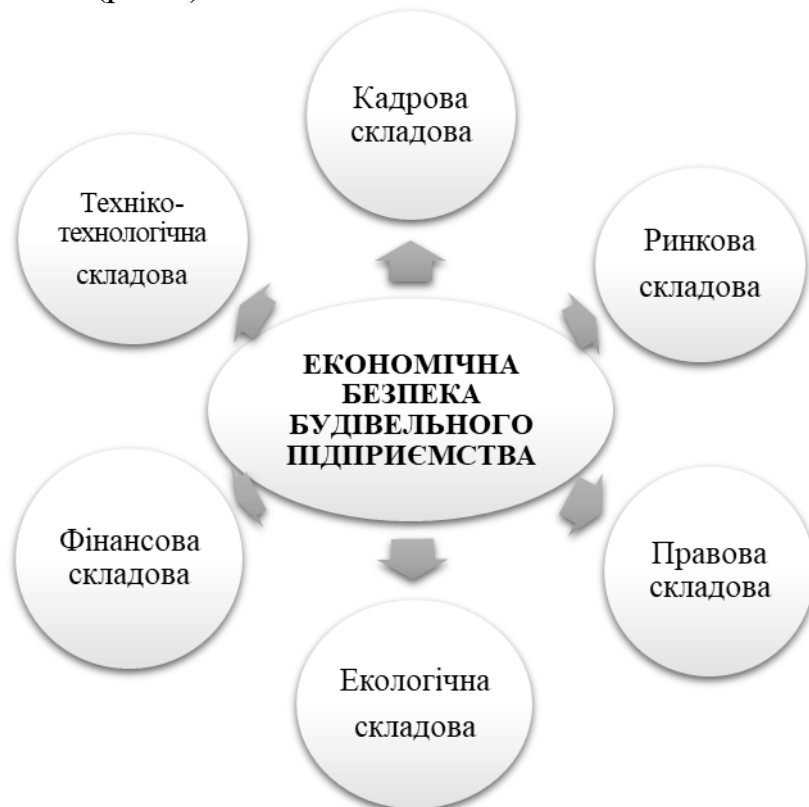 Кадрова
складова
Техніко-
технологічна
складова
Ринкова
складова
ЕКОНОМІЧНА
БЕЗПЕКА
БУДІВЕЛЬНОГО
ПІДПРИЄМСТВА
Фінансова
складова
Правова
складова
Екологічна
складова